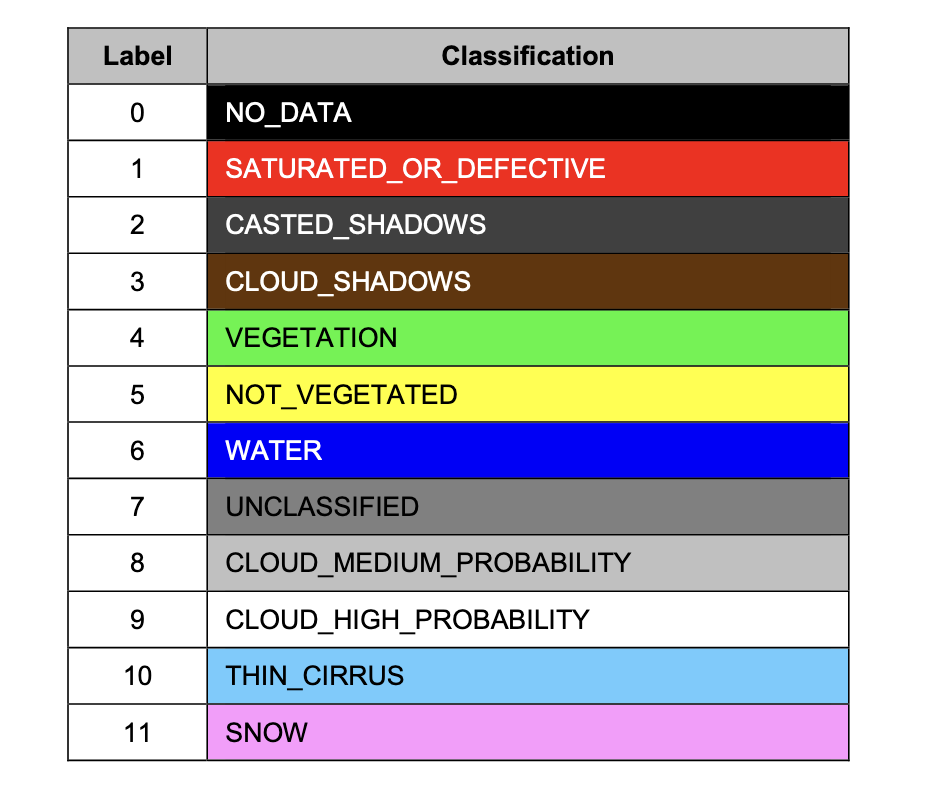 Label Classification
0 NO_DATA
1 SATURATED_OR_DEFECTIVE
2 CASTED_SHADOWS
3 CLOUD_SHADOWS
4 VEGETATION
5 NOT_VEGETATED
6 WATER
7 UNCLASSIFIED
8 CLOUD_MEDIUM_PROBABILITY
9 CLOUD_HIGH_PROBABILITY
10 THIN_CIRRUS
11 SNOW